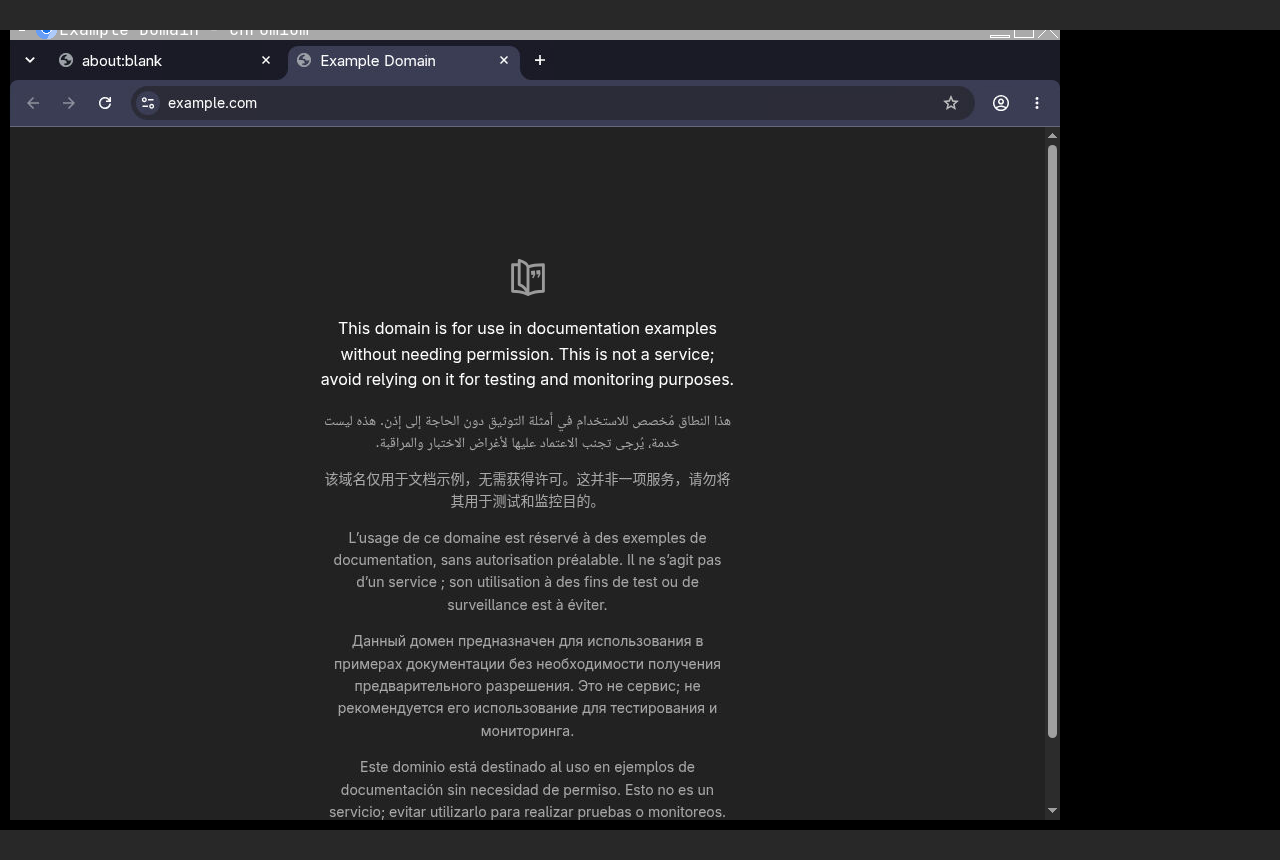 Example Domain - Chromium
about:blank
Example Domain
example.com
This domain is for use in documentation examples
without needing permission. This is not a service;
avoid relying on it for testing and monitoring purposes.
هذا النطاق مُخصص للاستخدام في أمثلة التوثيق دون الحاجة إلى إذن. هذه ليست
خدمة، يُرجى تجنب الاعتماد عليها لأغراض الاختبار والمراقبة.
该域名仅用于文档示例，无需获得许可。这并非一项服务，请勿将
其用于测试和监控目的。
L’usage de ce domaine est réservé à des exemples de
documentation, sans autorisation préalable. Il ne s’agit pas
d’un service ; son utilisation à des fins de test ou de
surveillance est à éviter.
Данный домен предназначен для использования в
примерах документации без необходимости получения
предварительного разрешения. Это не сервис; не
рекомендуется его использование для тестирования и
мониторинга.
Este dominio está destinado al uso en ejemplos de
documentación sin necesidad de permiso. Esto no es un
servicio; evitar utilizarlo para realizar pruebas o monitoreos.